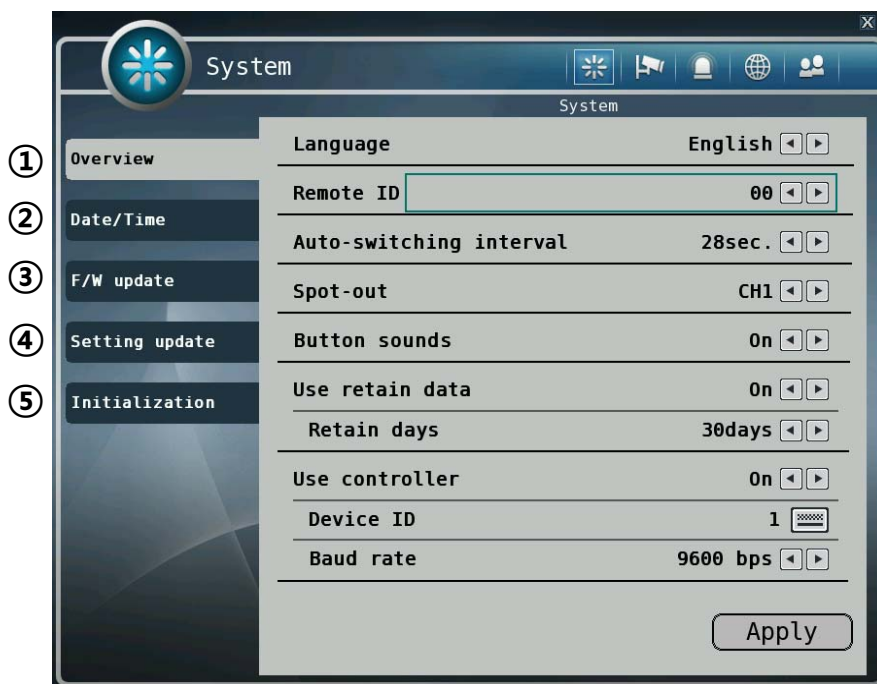 X
System
System
① Overview
② Date/Time
③ F/W update
④ Setting update
⑤ Initialization
Language English
Remote ID 00
Auto-switching interval 28sec.
Spot-out CH1
Button sounds On
Use retain data On
Retain days 30days
Use controller On
Device ID 1
Baud rate 9600 bps
Apply